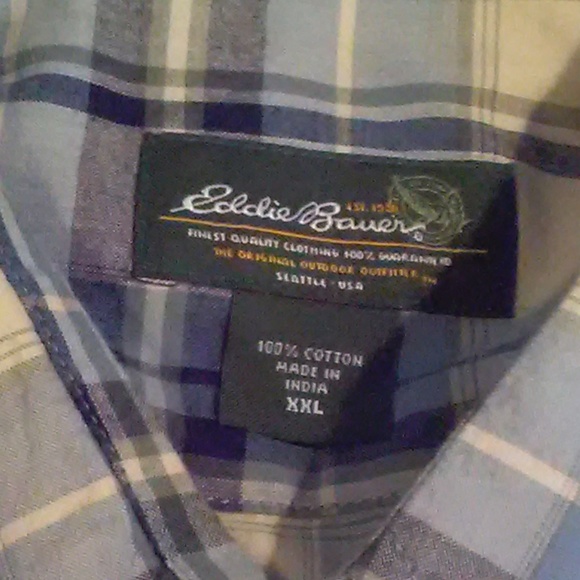 Eddie Bauer
EST. 1920
FINEST QUALITY CLOTHING 100% GUARANTEED
THE ORIGINAL OUTDOOR OUTFITTER TM
SEATTLE · USA
100% COTTON
MADE IN
INDIA
XXL